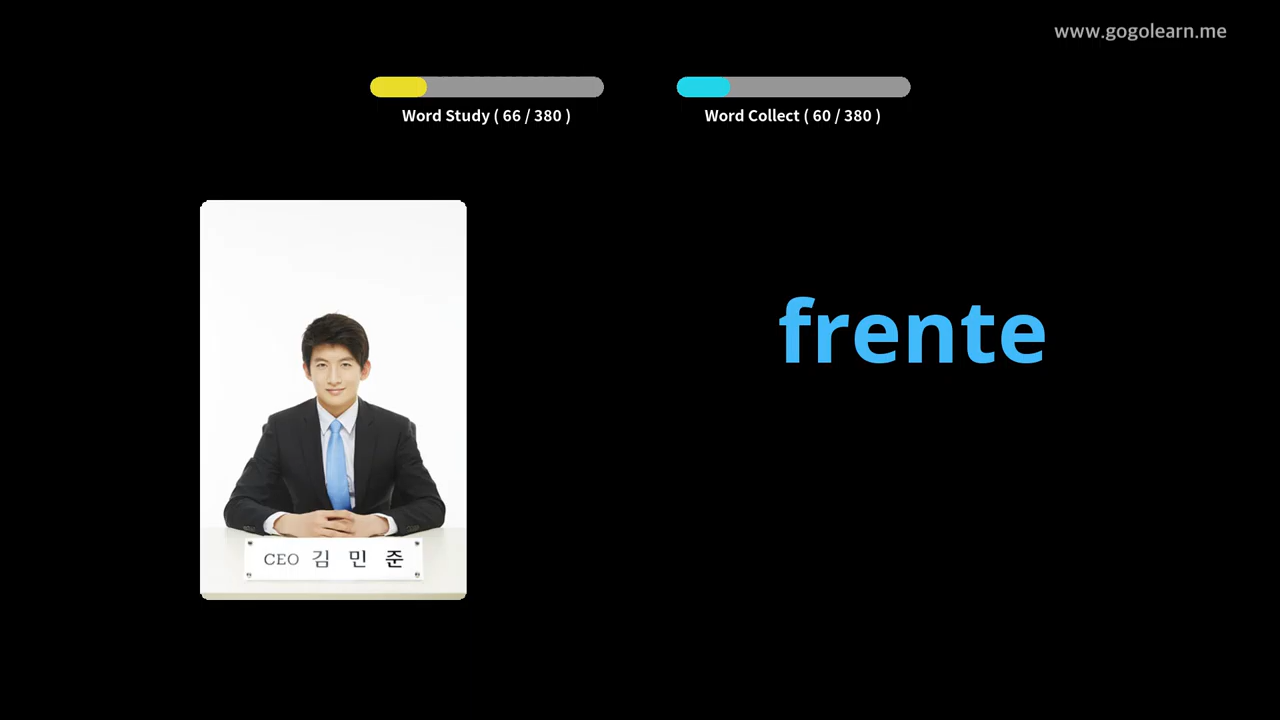 www.gogolearn.me
Word Study ( 66 / 380 )
Word Collect ( 60 / 380 )
frente
CEO 김 민 준